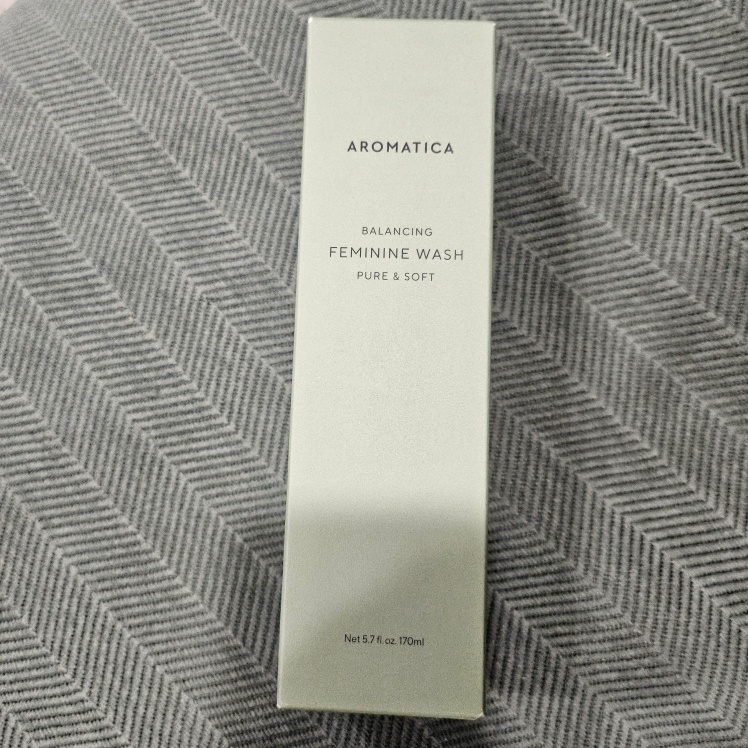 AROMATICA
BALANCING
FEMININE WASH
PURE & SOFT
Net 5.7 fl. oz. 170ml